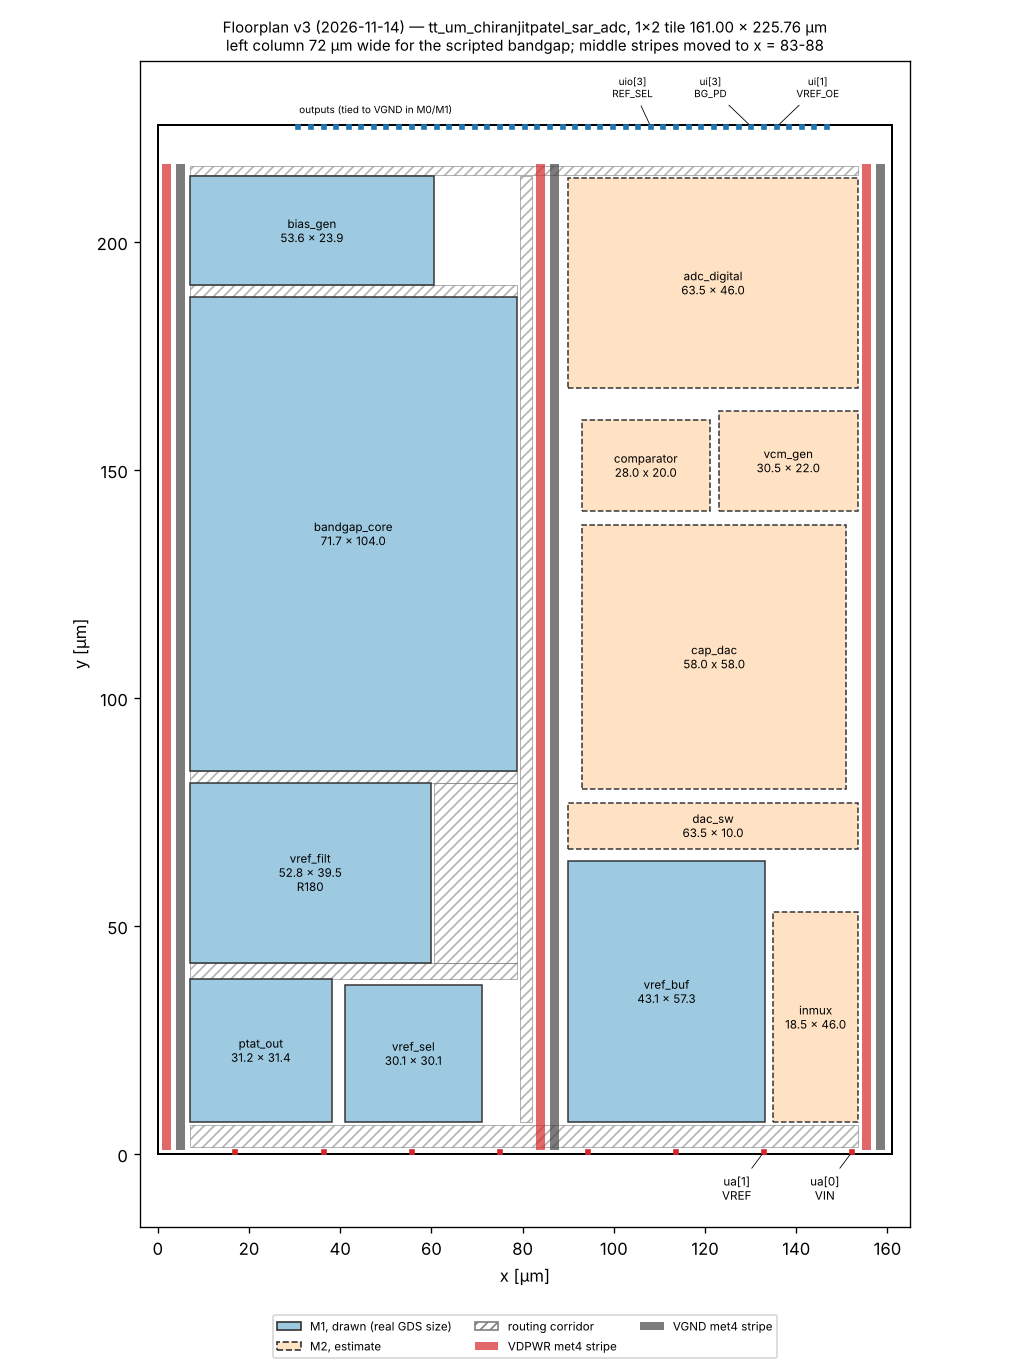 Floorplan v3 (2026-11-14) — tt_um_chiranjitpatel_sar_adc, 1×2 tile 161.00 × 225.76 µm
left column 72 µm wide for the scripted bandgap; middle stripes moved to x = 83-88
uio[3]
REF_SEL
ui[3]
BG_PD
ui[1]
VREF_OE
outputs (tied to VGND in M0/M1)
bias_gen
53.6 × 23.9
adc_digital
63.5 × 46.0
comparator
28.0 x 20.0
vcm_gen
30.5 × 22.0
bandgap_core
71.7 × 104.0
cap_dac
58.0 x 58.0
dac_sw
63.5 × 10.0
vref_filt
52.8 × 39.5
R180
vref_buf
43.1 × 57.3
inmux
18.5 × 46.0
ptat_out
31.2 × 31.4
vref_sel
30.1 × 30.1
ua[1]
VREF
ua[0]
VIN
200
150
100
50
0
y [µm]
0 20 40 60 80 100 120 140 160
x [µm]
M1, drawn (real GDS size)
M2, estimate
routing corridor
VDPWR met4 stripe
VGND met4 stripe